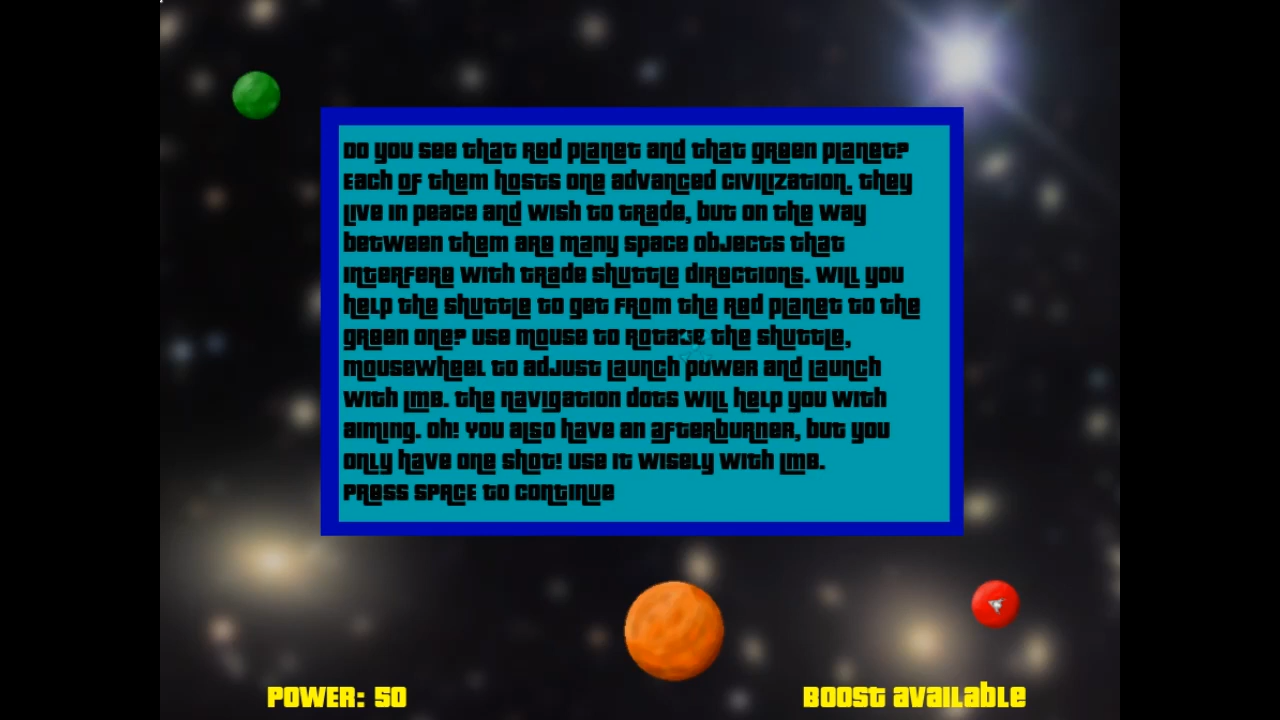 Do you see that red planet and that green planet?
Each of them hosts one advanced civilization. They
live in peace and wish to trade, but on the way
between them are many space objects that
interfere with trade shuttle directions. Will you
help the shuttle to get from the red planet to the
green one? Use mouse to rotate the shuttle,
mousewheel to adjust launch power and launch
with LMB. The navigation dots will help you with
aiming. Oh! You also have an afterburner, but you
only have one shot! Use it wisely with LMB.
Press SPACE to continue
Power: 50
Boost available